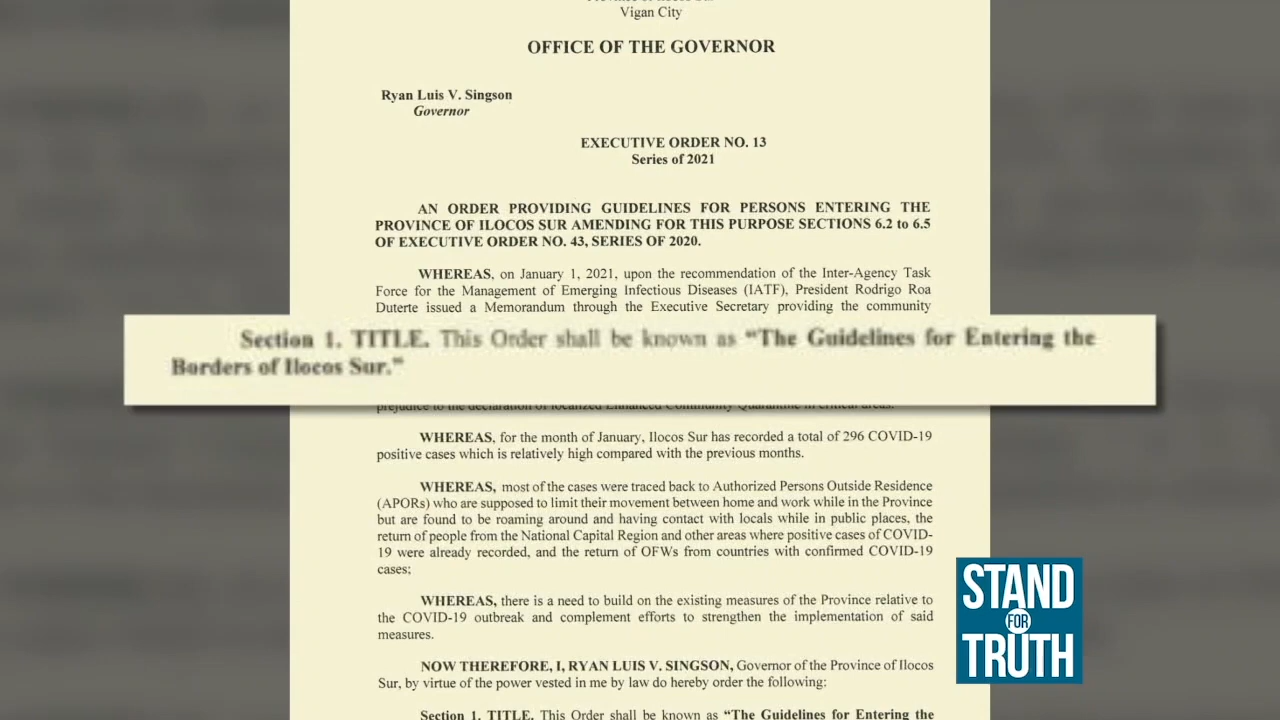 Vigan City
OFFICE OF THE GOVERNOR
Ryan Luis V. Singson
Governor
EXECUTIVE ORDER NO. 13
Series of 2021
AN ORDER PROVIDING GUIDELINES FOR PERSONS ENTERING THE
PROVINCE OF ILOCOS SUR AMENDING FOR THIS PURPOSE SECTIONS 6.2 to 6.5
OF EXECUTIVE ORDER NO. 43, SERIES OF 2020.
WHEREAS, on January 1, 2021, upon the recommendation of the Inter-Agency Task
Force for the Management of Emerging Infectious Diseases (IATF), President Rodrigo Roa
Duterte issued a Memorandum through the Executive Secretary providing the community
Section 1. TITLE. This Order shall be known as “The Guidelines for Entering the
Borders of Ilocos Sur.”
prejudice to the declaration of localized Enhanced Community Quarantine in critical areas.
WHEREAS, for the month of January, Ilocos Sur has recorded a total of 296 COVID-19
positive cases which is relatively high compared with the previous months.
WHEREAS, most of the cases were traced back to Authorized Persons Outside Residence
(APORs) who are supposed to limit their movement between home and work while in the Province
but are found to be roaming around and having contact with locals while in public places, the
return of people from the National Capital Region and other areas where positive cases of COVID-
19 were already recorded, and the return of OFWs from countries with confirmed COVID-19
cases;
WHEREAS, there is a need to build on the existing measures of the Province relative to
the COVID-19 outbreak and complement efforts to strengthen the implementation of said
measures.
NOW THEREFORE, I, RYAN LUIS V. SINGSON, Governor of the Province of Ilocos
Sur, by virtue of the power vested in me by law do hereby order the following:
Section 1. TITLE. This Order shall be known as “The Guidelines for Entering the
STAND
FOR
TRUTH